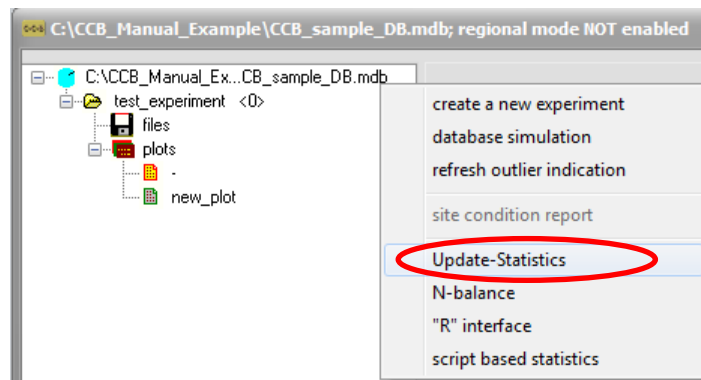 C:\CCB_Manual_Example\CCB_sample_DB.mdb; regional mode NOT enabled
C:\CCB_Manual_Ex...CB_sample_DB.mdb
test_experiment <0>
files
plots
-
new_plot
create a new experiment
database simulation
refresh outlier indication
site condition report
Update-Statistics
N-balance
"R" interface
script based statistics